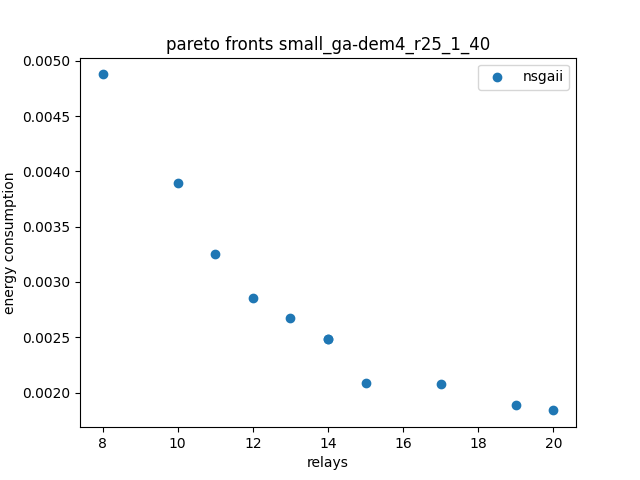 pareto fronts small_ga-dem4_r25_1_40
nsgaii
energy consumption
0.0050
0.0045
0.0040
0.0035
0.0030
0.0025
0.0020
8 10 12 14 16 18 20
relays